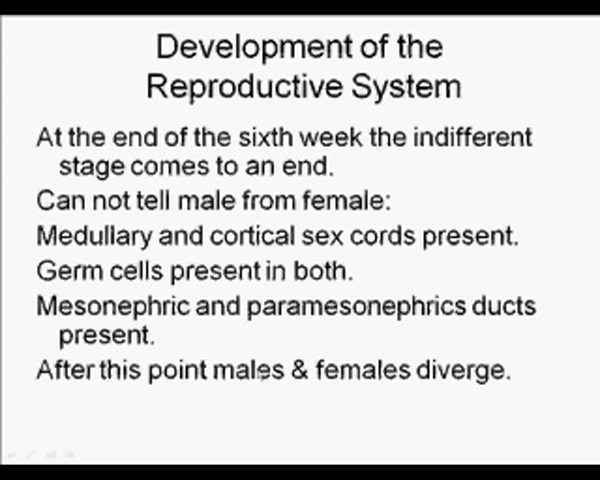 Development of the
Reproductive System
At the end of the sixth week the indifferent
stage comes to an end.
Can not tell male from female:
Medullary and cortical sex cords present.
Germ cells present in both.
Mesonephric and paramesonephrics ducts
present.
After this point males & females diverge.